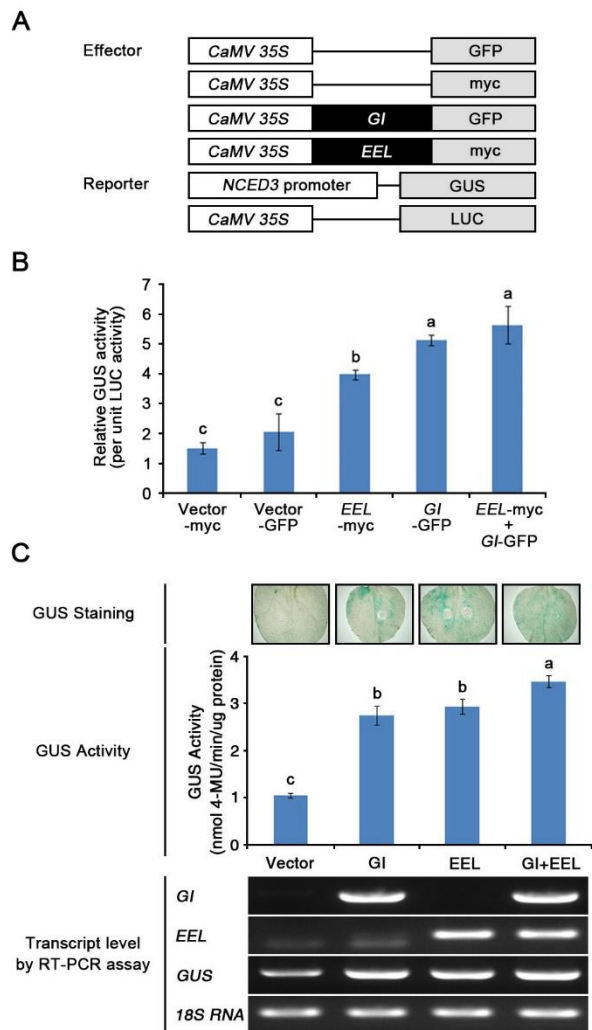 A
Effector
CaMV 35S GFP
CaMV 35S myc
CaMV 35S GI GFP
CaMV 35S EEL myc
Reporter
NCED3 promoter GUS
CaMV 35S LUC
B
Relative GUS activity
(per unit LUC activity)
7
6
5
4
3
2
1
0
c
c
b
a
a
Vector
-myc
Vector
-GFP
EEL
-myc
GI
-GFP
EEL-myc
+
GI-GFP
C
GUS Staining
GUS Activity
GUS Activity
(nmol 4-MU/min/ug protein)
4
3
2
1
0
c
b
b
a
Vector GI EEL GI+EEL
Transcript level
by RT-PCR assay
GI
EEL
GUS
18S RNA